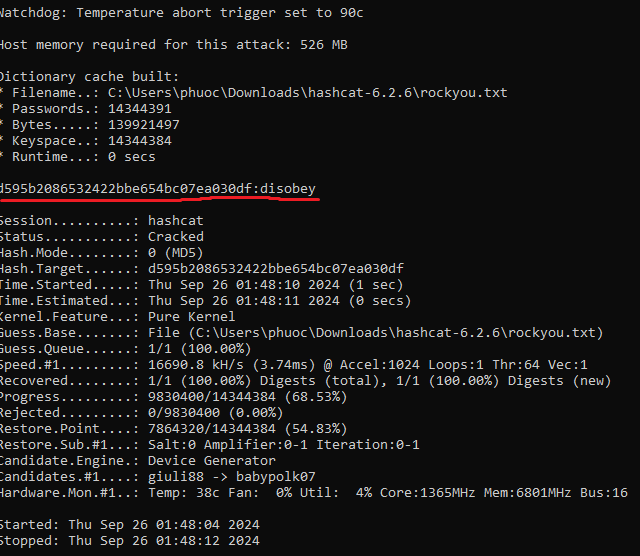 Watchdog: Temperature abort trigger set to 90c
Host memory required for this attack: 526 MB
Dictionary cache built:
* Filename..: C:\Users\phuoc\Downloads\hashcat-6.2.6\rockyou.txt
* Passwords.: 14344391
* Bytes.....: 139921497
* Keyspace..: 14344384
* Runtime...: 0 secs
d595b2086532422bbe654bc07ea030df:disobey
Session..........: hashcat
Status...........: Cracked
Hash.Mode........: 0 (MD5)
Hash.Target......: d595b2086532422bbe654bc07ea030df
Time.Started.....: Thu Sep 26 01:48:10 2024 (1 sec)
Time.Estimated...: Thu Sep 26 01:48:11 2024 (0 secs)
Kernel.Feature...: Pure Kernel
Guess.Base.......: File (C:\Users\phuoc\Downloads\hashcat-6.2.6\rockyou.txt)
Guess.Queue......: 1/1 (100.00%)
Speed.#1.........: 16690.8 kH/s (3.74ms) @ Accel:1024 Loops:1 Thr:64 Vec:1
Recovered........: 1/1 (100.00%) Digests (total), 1/1 (100.00%) Digests (new)
Progress.........: 9830400/14344384 (68.53%)
Rejected.........: 0/9830400 (0.00%)
Restore.Point....: 7864320/14344384 (54.83%)
Restore.Sub.#1...: Salt:0 Amplifier:0-1 Iteration:0-1
Candidate.Engine.: Device Generator
Candidates.#1....: giuli88 -> babypolk07
Hardware.Mon.#1..: Temp: 38c Fan:  0% Util:  4% Core:1365MHz Mem:6801MHz Bus:16
Started: Thu Sep 26 01:48:04 2024
Stopped: Thu Sep 26 01:48:12 2024